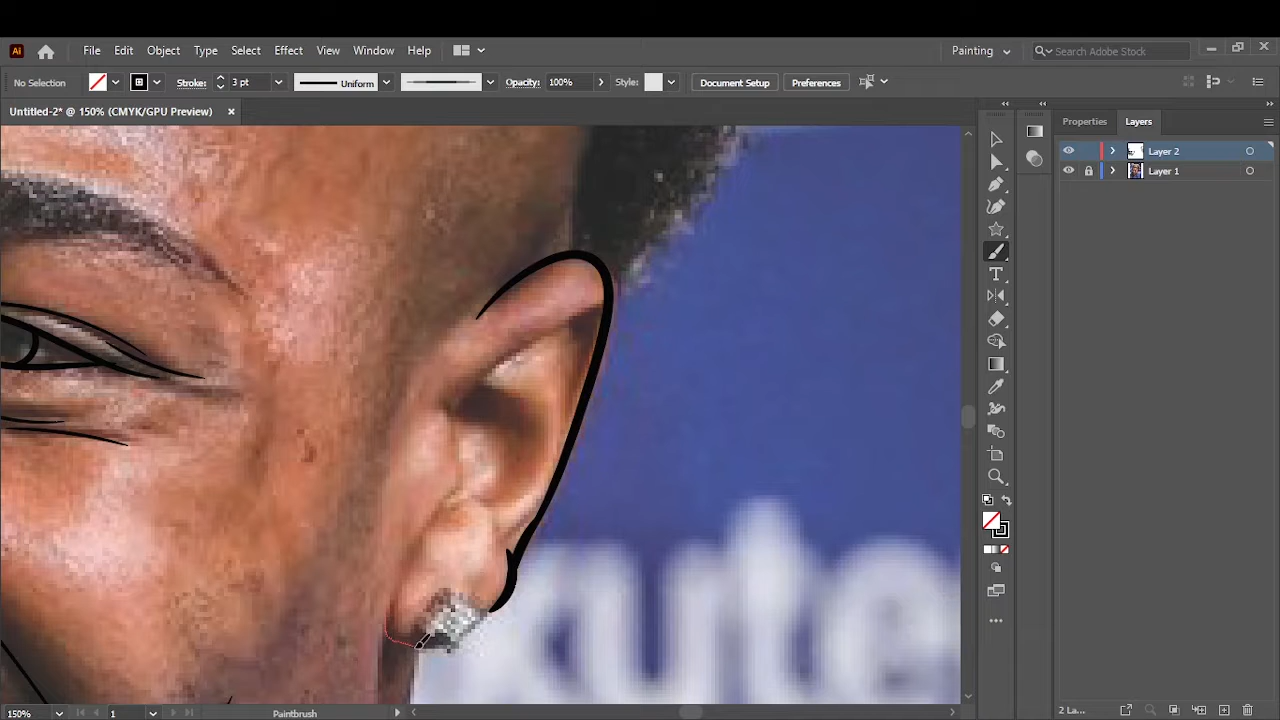 Ai File Edit Object Type Select Effect View Window Help Painting Search Adobe Stock
No Selection Stroke: 3 pt Uniform Opacity: 100% Style: Document Setup Preferences
Untitled-2* @ 150% (CMYK/GPU Preview) × Properties Layers
Layer 2
Layer 1
kute
150% 1 Paintbrush 2 La...